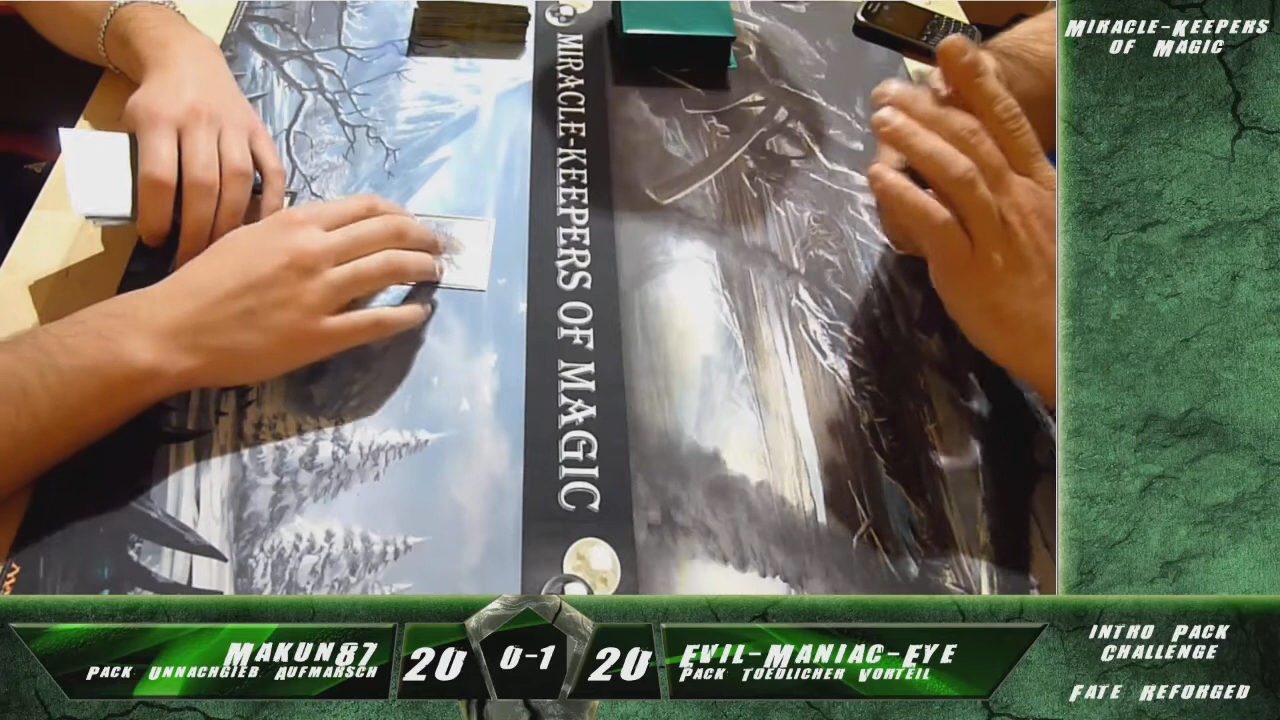 Miracle-Keepers
of Magic
MIRACLE-KEEPERS OF MAGIC
Makun87
Pack Unnachgieb Aufmarsch
20
0-1
20
Evil-Maniac-Eye
Pack Toedlicher Vorteil
Intro Pack
Challenge
Fate Reforged